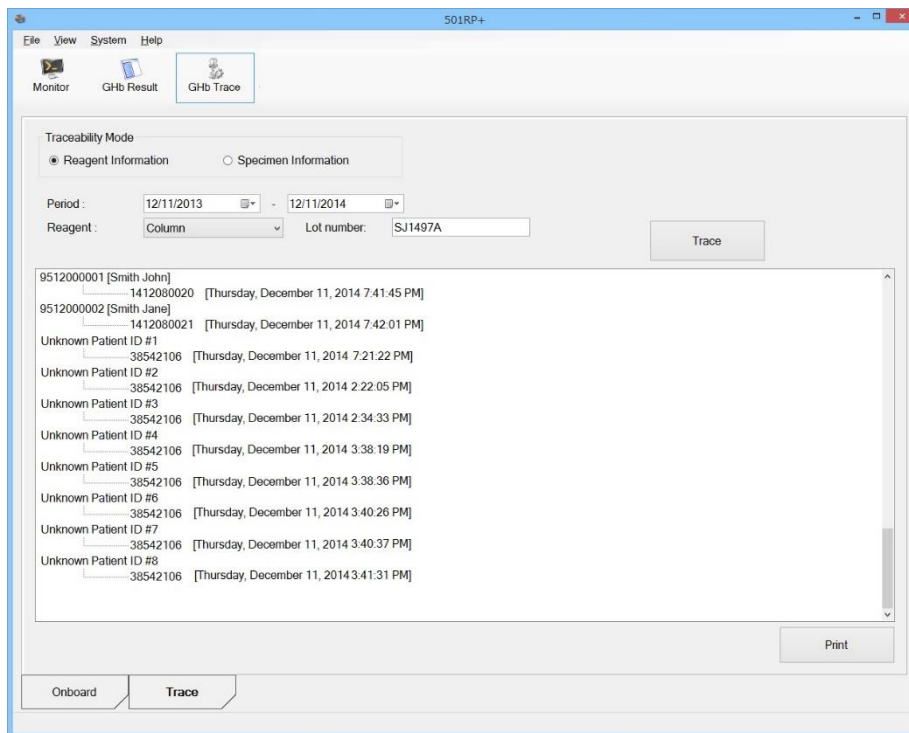 501RP+
File View System Help
Monitor GHb Result GHb Trace
Traceability Mode
Reagent Information Specimen Information
Period : 12/11/2013 - 12/11/2014
Reagent : Column Lot number: SJ1497A
Trace
9512000001 [Smith John]
1412080020 [Thursday, December 11, 2014 7:41:45 PM]
9512000002 [Smith Jane]
1412080021 [Thursday, December 11, 2014 7:42:01 PM]
Unknown Patient ID #1
38542106 [Thursday, December 11, 2014 7:21:22 PM]
Unknown Patient ID #2
38542106 [Thursday, December 11, 2014 2:22:05 PM]
Unknown Patient ID #3
38542106 [Thursday, December 11, 2014 2:34:33 PM]
Unknown Patient ID #4
38542106 [Thursday, December 11, 2014 3:38:19 PM]
Unknown Patient ID #5
38542106 [Thursday, December 11, 2014 3:38:36 PM]
Unknown Patient ID #6
38542106 [Thursday, December 11, 2014 3:40:26 PM]
Unknown Patient ID #7
38542106 [Thursday, December 11, 2014 3:40:37 PM]
Unknown Patient ID #8
38542106 [Thursday, December 11, 2014 3:41:31 PM]
Print
Onboard Trace